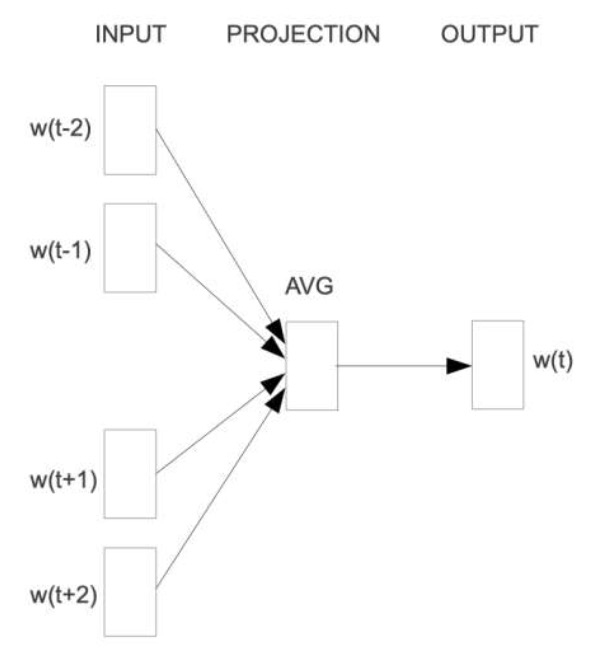 INPUT PROJECTION OUTPUT
w(t-2)
w(t-1)
AVG
w(t)
w(t+1)
w(t+2)